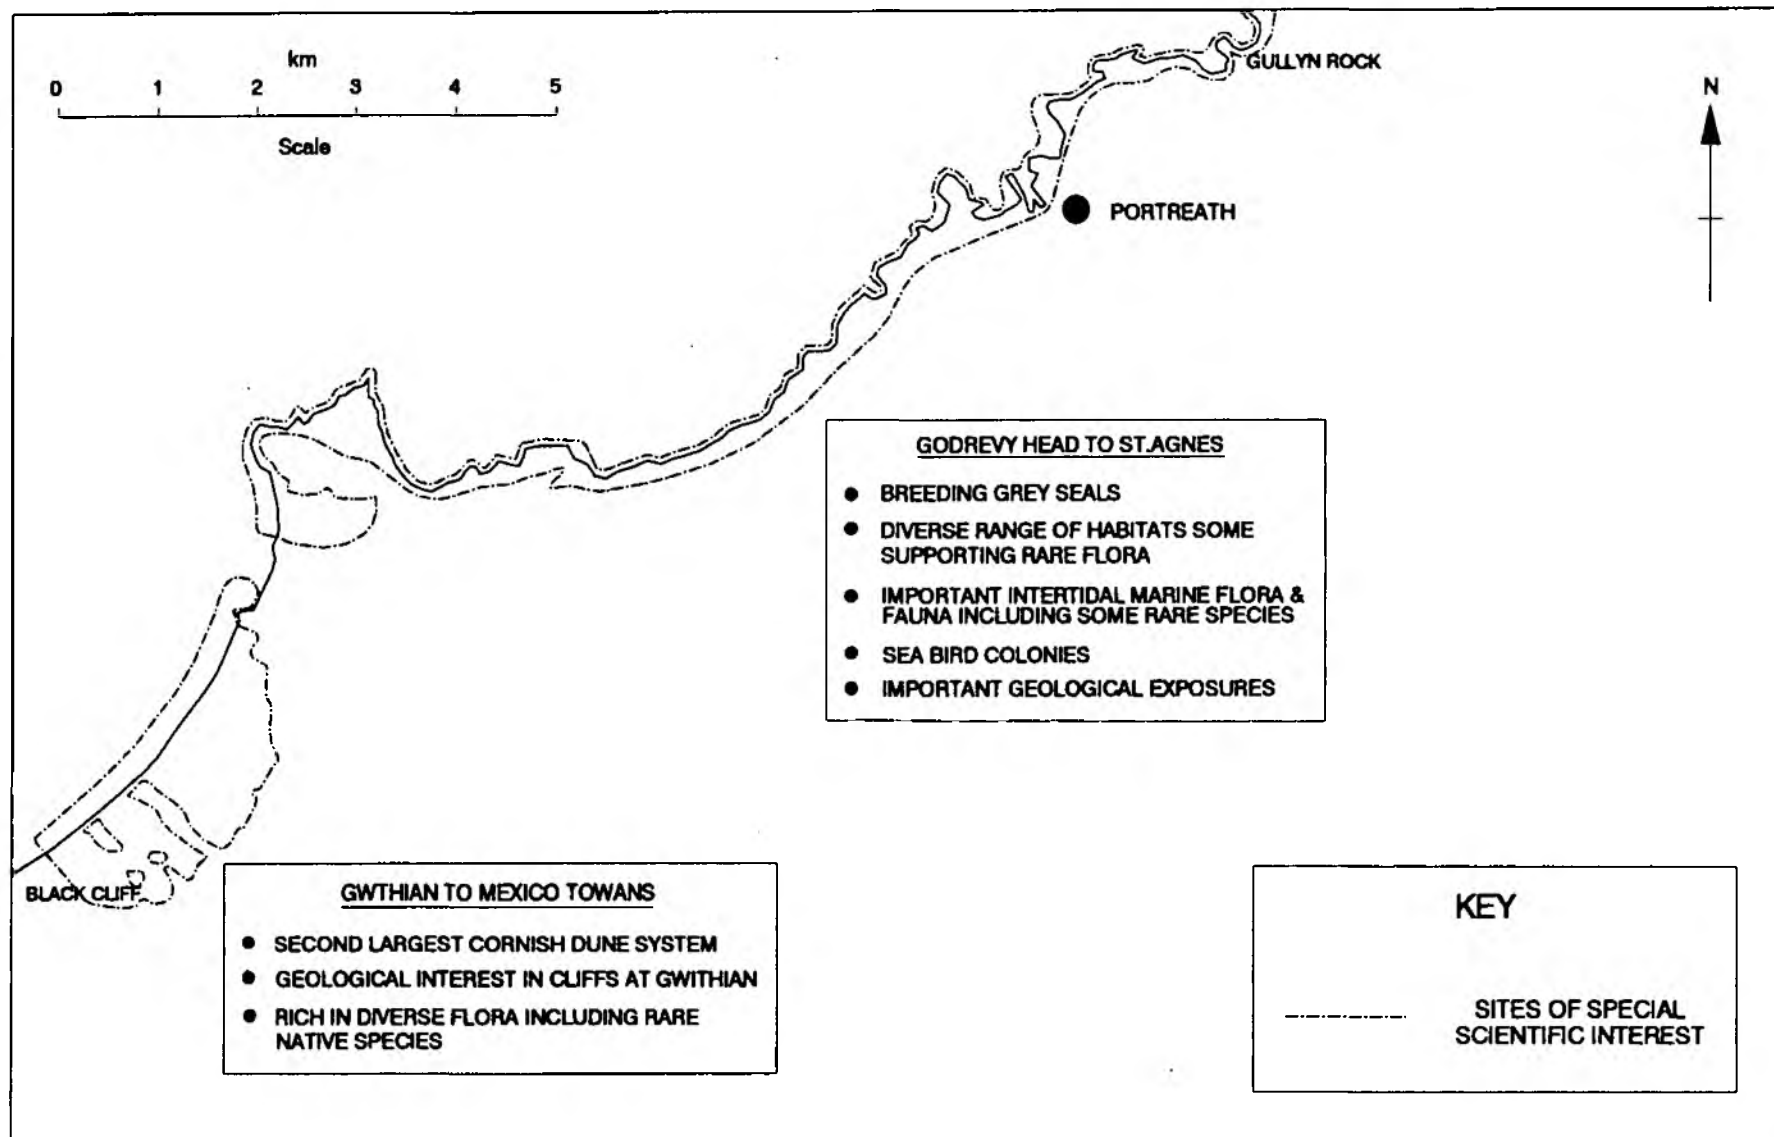 km
0 1 2 3 4 5
Scale
GULLYN ROCK
N
PORTREATH
GODREVY HEAD TO ST.AGNES
● BREEDING GREY SEALS
● DIVERSE RANGE OF HABITATS SOME
SUPPORTING RARE FLORA
● IMPORTANT INTERTIDAL MARINE FLORA &
FAUNA INCLUDING SOME RARE SPECIES
● SEA BIRD COLONIES
● IMPORTANT GEOLOGICAL EXPOSURES
BLACK CLIFF
GWTHIAN TO MEXICO TOWANS
● SECOND LARGEST CORNISH DUNE SYSTEM
● GEOLOGICAL INTEREST IN CLIFFS AT GWITHIAN
● RICH IN DIVERSE FLORA INCLUDING RARE
NATIVE SPECIES
KEY
SITES OF SPECIAL
SCIENTIFIC INTEREST